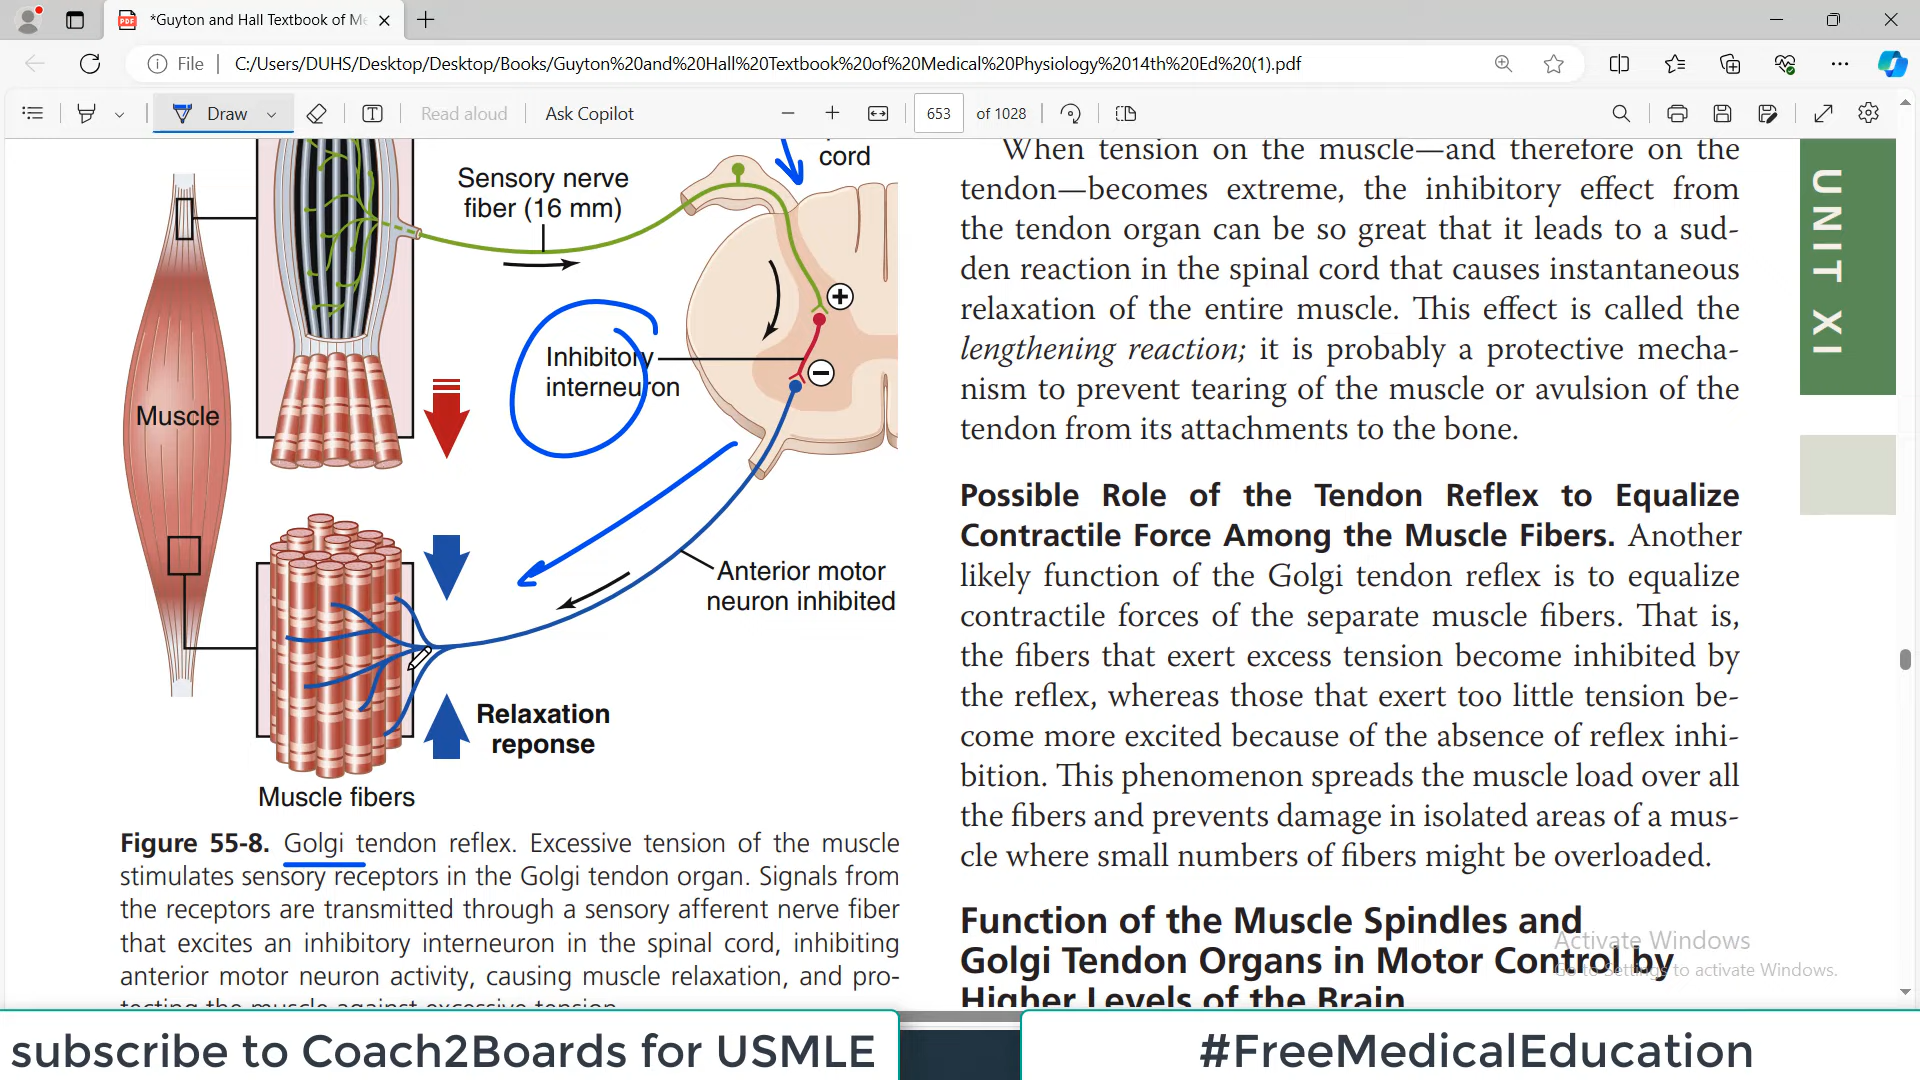 *Guyton and Hall Textbook of Me
File
C:/Users/DUHS/Desktop/Desktop/Books/Guyton%20and%20Hall%20Textbook%20of%20Medical%20Physiology%2014th%20Ed%20(1).pdf
Draw
Read aloud
Ask Copilot
653
of 1028
cord
Sensory nerve
fiber (16 mm)
Inhibitory
interneuron
Muscle
Anterior motor
neuron inhibited
Relaxation
reponse
Muscle fibers
Figure 55-8. Golgi tendon reflex. Excessive tension of the muscle
stimulates sensory receptors in the Golgi tendon organ. Signals from
the receptors are transmitted through a sensory afferent nerve fiber
that excites an inhibitory interneuron in the spinal cord, inhibiting
anterior motor neuron activity, causing muscle relaxation, and pro-
tecting the muscle against excessive tension.
When tension on the muscle—and therefore on the
tendon—becomes extreme, the inhibitory effect from
the tendon organ can be so great that it leads to a sud-
den reaction in the spinal cord that causes instantaneous
relaxation of the entire muscle. This effect is called the
lengthening reaction; it is probably a protective mecha-
nism to prevent tearing of the muscle or avulsion of the
tendon from its attachments to the bone.
Possible Role of the Tendon Reflex to Equalize
Contractile Force Among the Muscle Fibers. Another
likely function of the Golgi tendon reflex is to equalize
contractile forces of the separate muscle fibers. That is,
the fibers that exert excess tension become inhibited by
the reflex, whereas those that exert too little tension be-
come more excited because of the absence of reflex inhi-
bition. This phenomenon spreads the muscle load over all
the fibers and prevents damage in isolated areas of a mus-
cle where small numbers of fibers might be overloaded.
Function of the Muscle Spindles and
Golgi Tendon Organs in Motor Control by
Higher Levels of the Brain
UNIT XI
Activate Windows
Go to Settings to activate Windows.
subscribe to Coach2Boards for USMLE
#FreeMedicalEducation